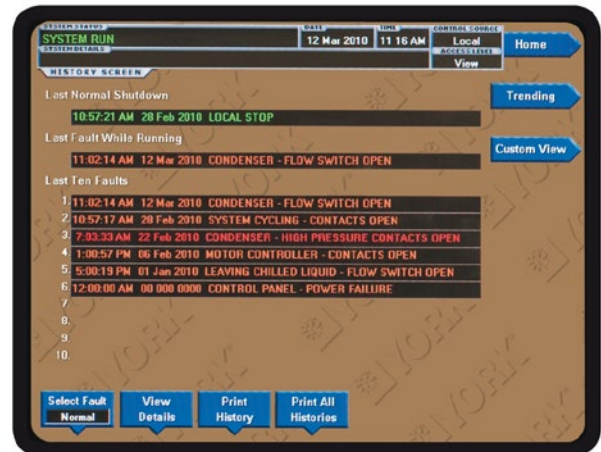 SYSTEM STATUS
SYSTEM RUN
DATE
12 Mar 2010
TIME
11 16 AM
CONTROL SOURCE
Local
Home
SYSTEM DETAILS
ACCESS LEVEL
View
HISTORY SCREEN
Trending
Custom View
Last Normal Shutdown
10:57:21 AM 28 Feb 2010 LOCAL STOP
Last Fault While Running
11:02:14 AM 12 Mar 2010 CONDENSER - FLOW SWITCH OPEN
Last Ten Faults
1. 11:02:14 AM 12 Mar 2010 CONDENSER - FLOW SWITCH OPEN
2. 10:57:17 AM 28 Feb 2010 SYSTEM CYCLING - CONTACTS OPEN
3. 7:03:33 AM 22 Feb 2010 CONDENSER - HIGH PRESSURE CONTACTS OPEN
4. 1:00:57 PM 06 Feb 2010 MOTOR CONTROLLER - CONTACTS OPEN
5. 5:00:19 PM 01 Jan 2010 LEAVING CHILLED LIQUID - FLOW SWITCH OPEN
6. 12:00:00 AM 00 000 0000 CONTROL PANEL - POWER FAILURE
7.
8.
9.
10.
Select Fault
Normal
View
Details
Print
History
Print All
Histories
YORK
YORK
YORK
YORK
YORK